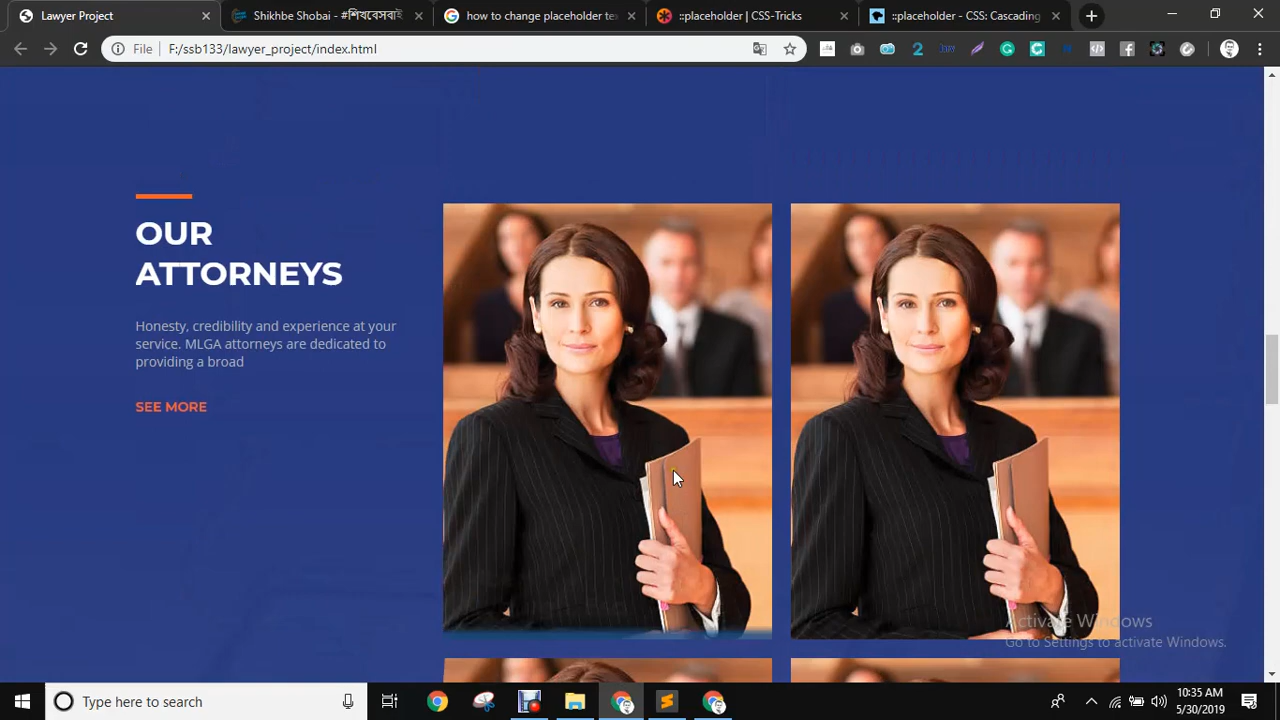 Lawyer Project
Shikhbe Shobai - #শিখবেসবাই
how to change placeholder te
::placeholder | CSS-Tricks
::placeholder - CSS: Cascading
File
F:/ssb133/lawyer_project/index.html
2
OUR
ATTORNEYS
Honesty, credibility and experience at your
service. MLGA attorneys are dedicated to
providing a broad
SEE MORE
Activate Windows
Go to Settings to activate Windows.
Type here to search
10:35 AM
5/30/2019